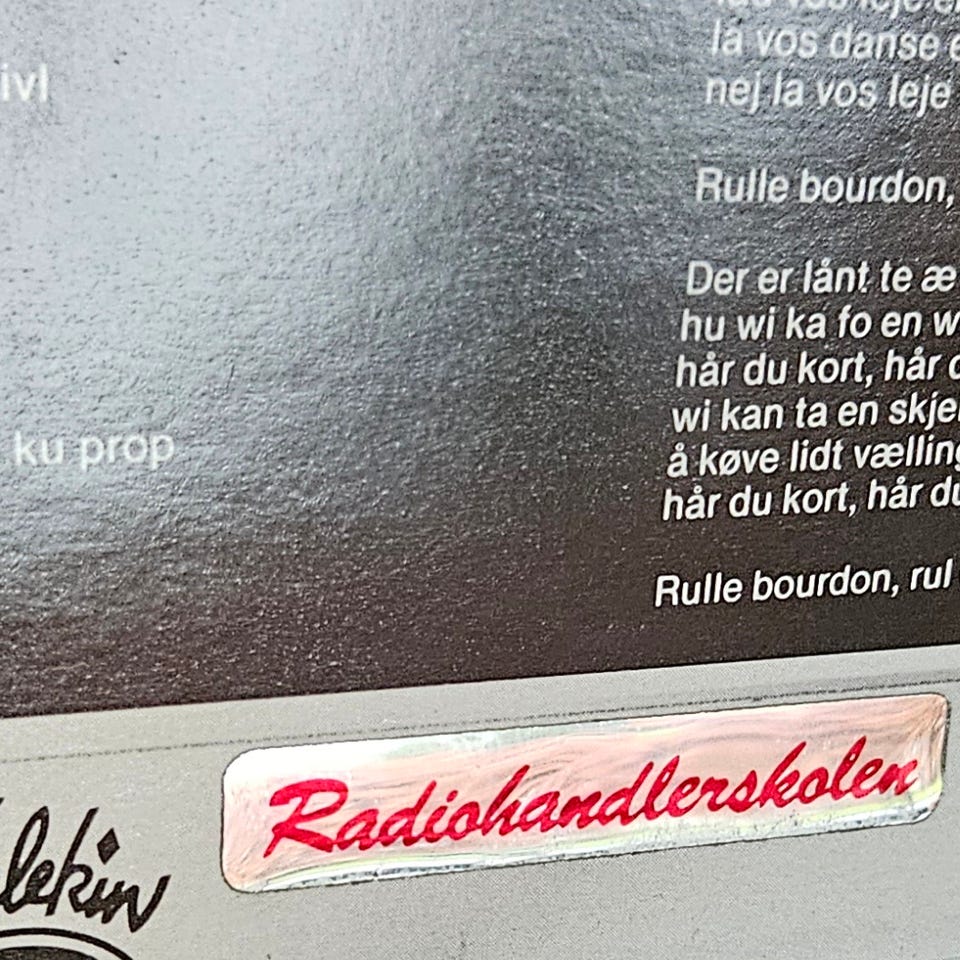 ivl
ku prop
la vos danse
nej la vos leje
Rulle bourdon,
Der er lånt te æ
hu wi ka fo en w
hår du kort, hår d
wi kan ta en skje
å køve lidt vælling
hår du kort, hår du
Rulle bourdon, rul
lekin
Radiohandlerskolen